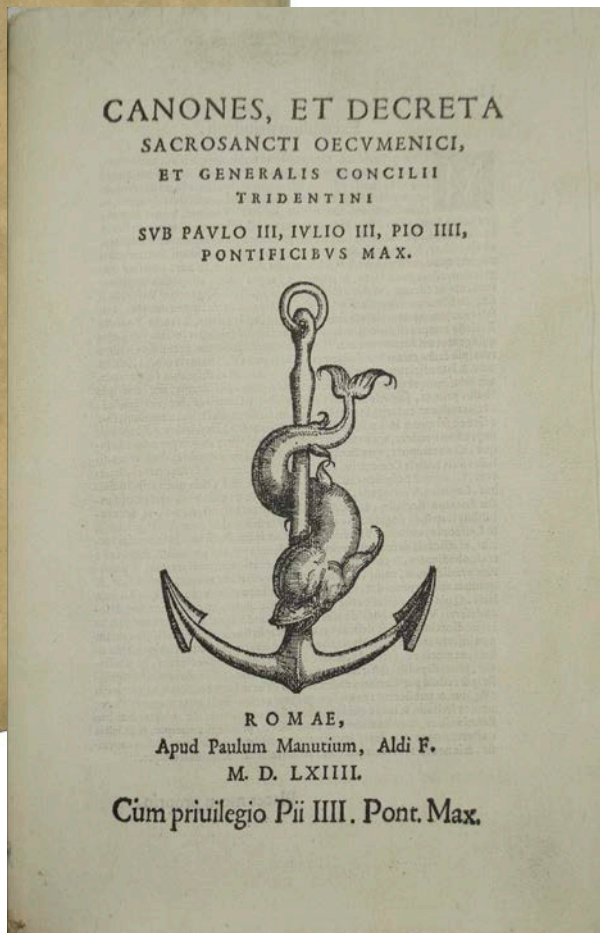 CANONES, ET DECRETA
SACROSANCTI OECVMENICI,
ET GENERALIS CONCILII
TRIDENTINI
SVB PAVLO III, IVLIO III, PIO IIII,
PONTIFICIBVS MAX.
ROMAE,
Apud Paulum Manutium, Aldi F.
M. D. LXIIII.
Cum priuilegio Pii IIII. Pont. Max.